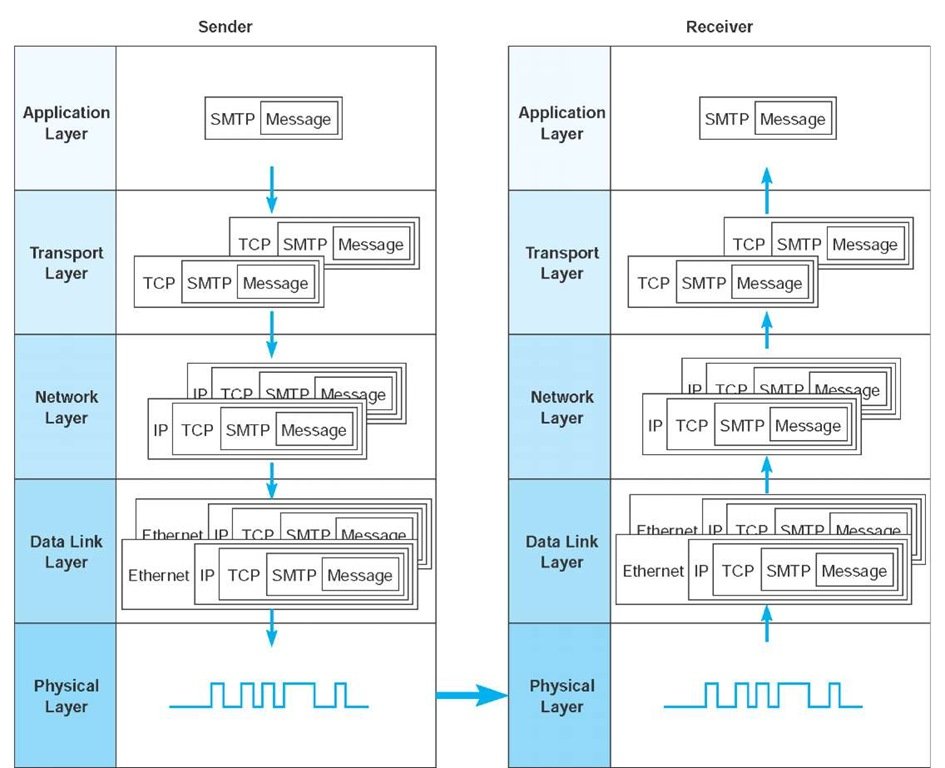 Sender
Receiver
Application
Layer
SMTP Message
Application
Layer
SMTP Message
Transport
Layer
TCP SMTP Message
TCP SMTP Message
Transport
Layer
TCP SMTP Message
TCP SMTP Message
Network
Layer
IP TCP SMTP Message
IP TCP SMTP Message
Network
Layer
IP TCP SMTP Message
IP TCP SMTP Message
Data Link
Layer
Ethernet IP TCP SMTP Message
Ethernet IP TCP SMTP Message
Data Link
Layer
Ethernet IP TCP SMTP Message
Ethernet IP TCP SMTP Message
Physical
Layer
Physical
Layer